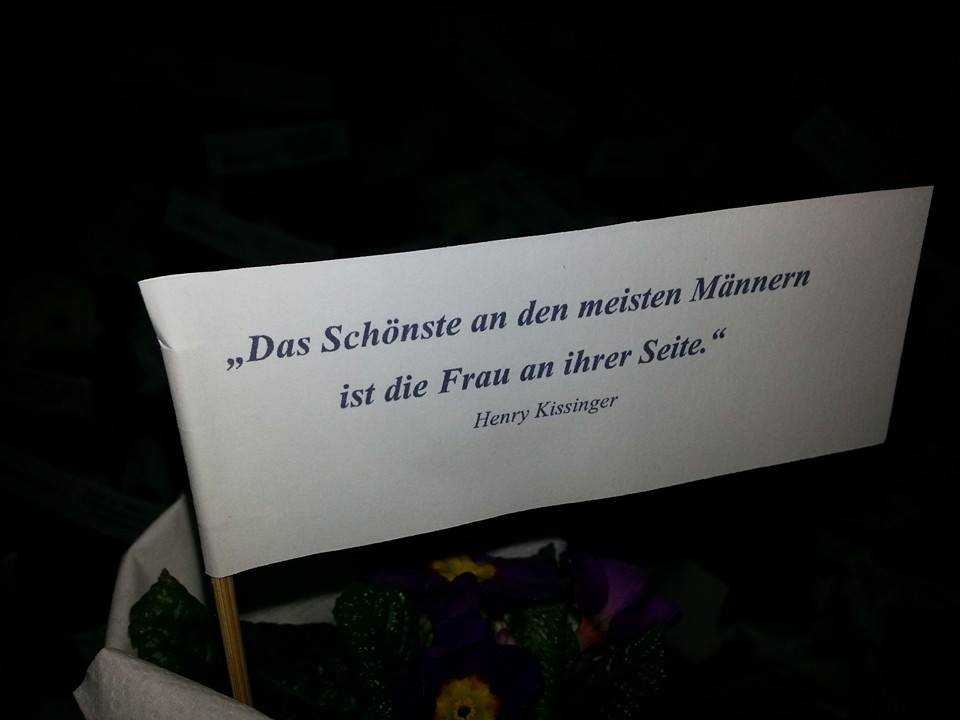 „Das Schönste an den meisten Männern
ist die Frau an ihrer Seite.“
Henry Kissinger